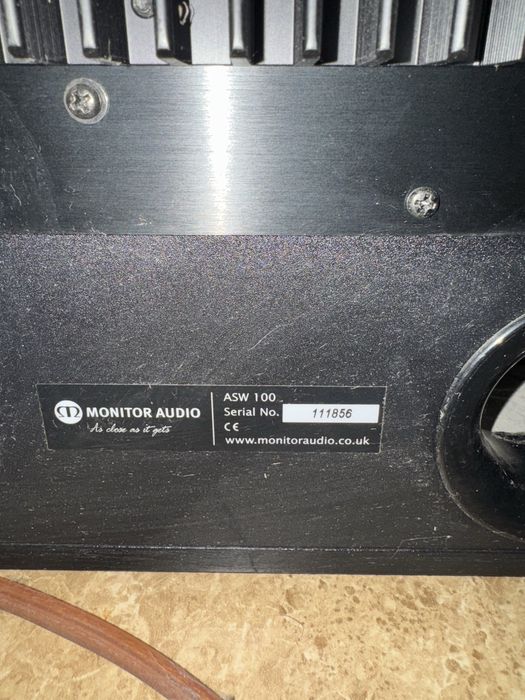 MONITOR AUDIO
As close as it gets
ASW 100
Serial No. 111856
CE
www.monitoraudio.co.uk